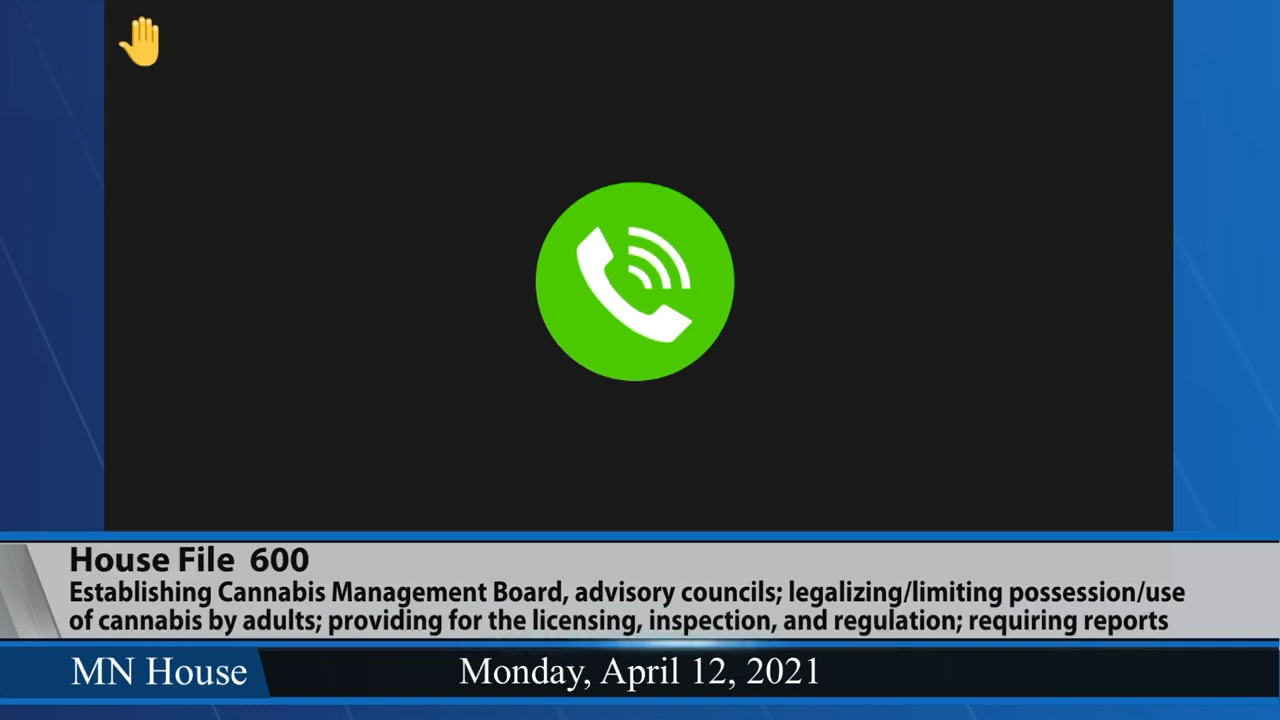 House File 600
Establishing Cannabis Management Board, advisory councils; legalizing/limiting possession/use
of cannabis by adults; providing for the licensing, inspection, and regulation; requiring reports
MN House
Monday, April 12, 2021